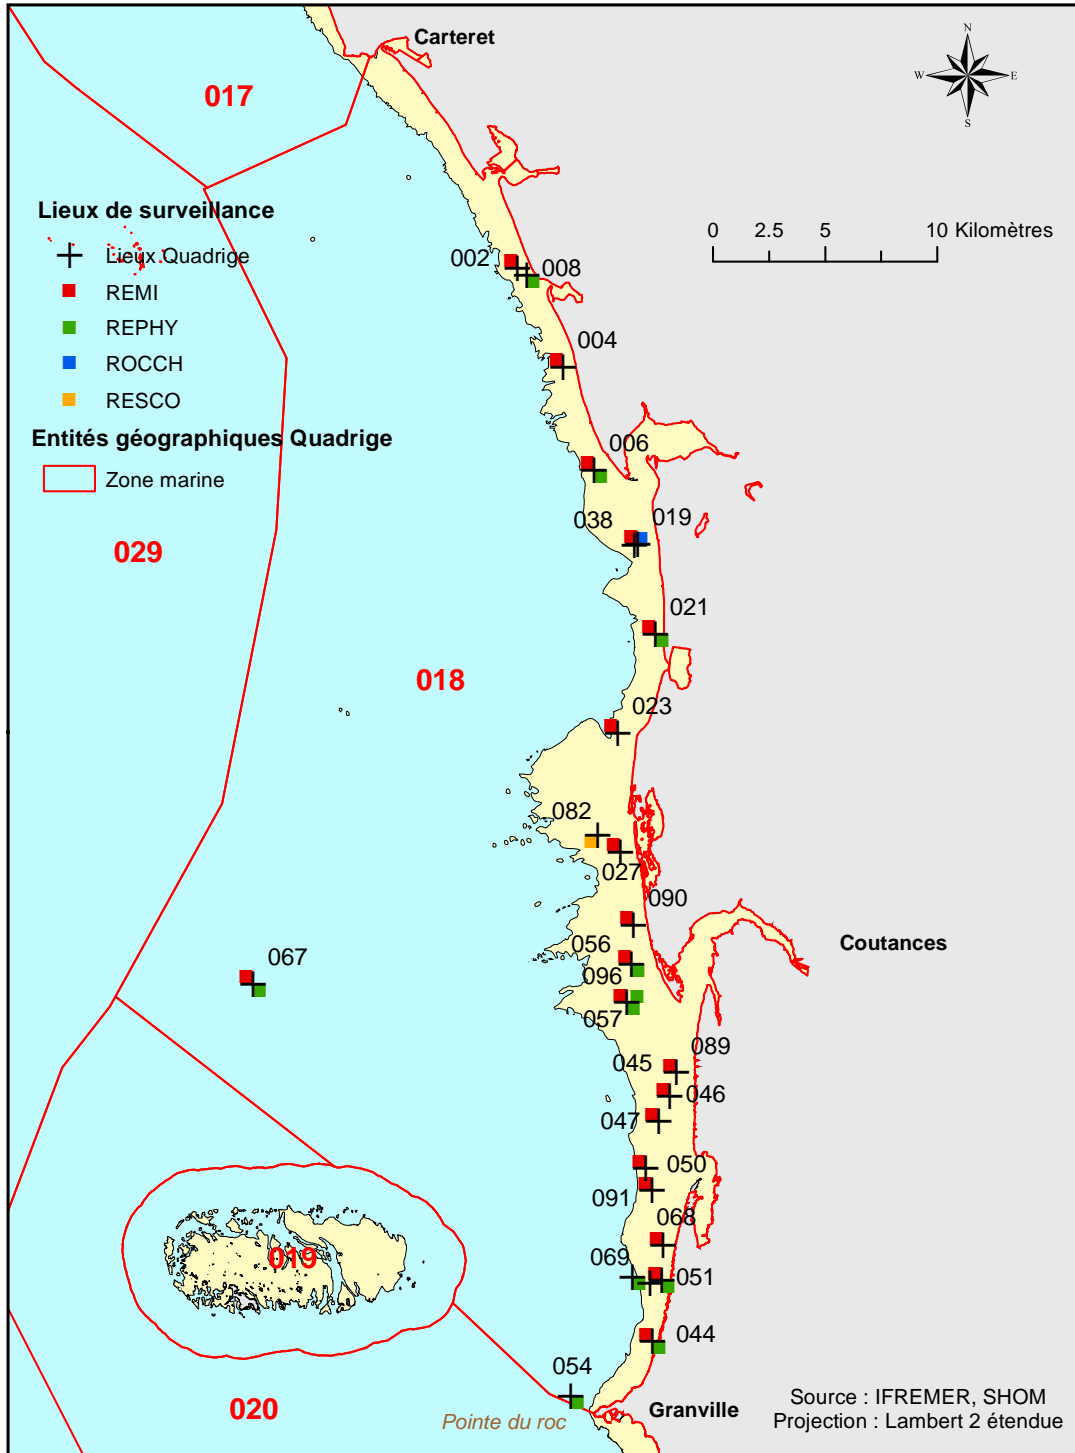 Carteret
N
W
E
S
017
Lieux de surveillance
Lieux Quadrige
REMI
REPHY
ROCCH
RESCO
Entités géographiques Quadrige
Zone marine
0 2.5 5 10 Kilomètres
002
008
004
006
038
019
029
021
018
023
082
027
090
Coutances
056
067
096
057
089
045
046
047
050
091
068
019
069
051
044
054
020
Pointe du roc
Granville
Source : IFREMER, SHOM
Projection : Lambert 2 étendue